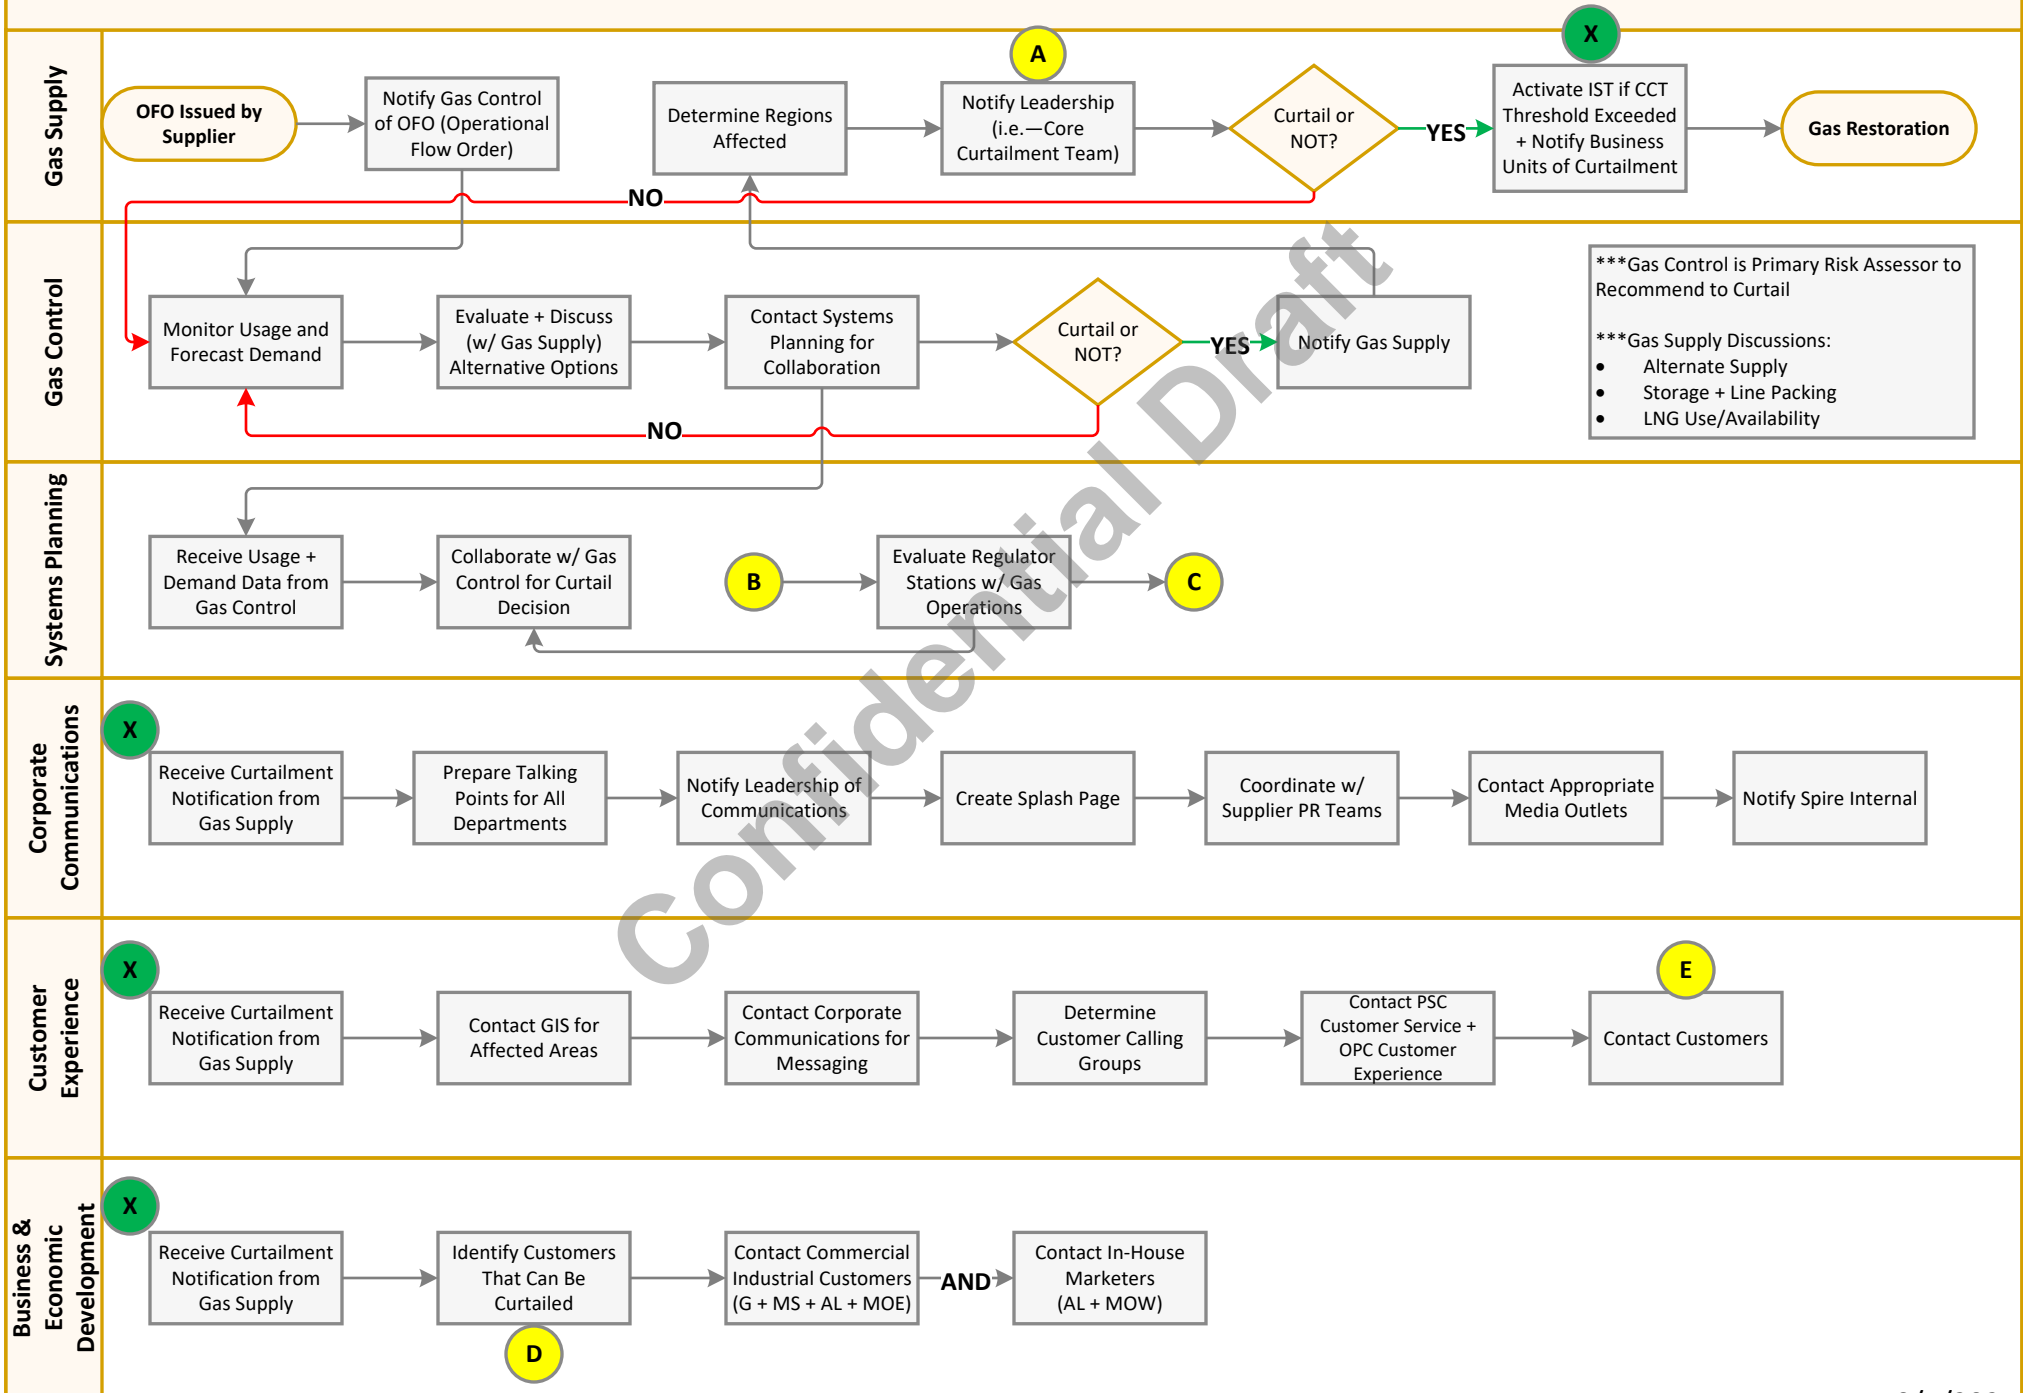 Gas Supply
OFO Issued by
Supplier
Notify Gas Control
of OFO (Operational
Flow Order)
Determine Regions
Affected
A
Notify Leadership
(i.e.—Core
Curtailment Team)
Curtail or
NOT?
YES
X
Activate IST if CCT
Threshold Exceeded
+ Notify Business
Units of Curtailment
Gas Restoration
NO
Gas Control
Monitor Usage and
Forecast Demand
Evaluate + Discuss
(w/ Gas Supply)
Alternative Options
Contact Systems
Planning for
Collaboration
Curtail or
NOT?
YES
Notify Gas Supply
NO
***Gas Control is Primary Risk Assessor to
Recommend to Curtail
***Gas Supply Discussions:
• Alternate Supply
• Storage + Line Packing
• LNG Use/Availability
Systems Planning
Receive Usage +
Demand Data from
Gas Control
Collaborate w/ Gas
Control for Curtail
Decision
B
Evaluate Regulator
Stations w/ Gas
Operations
C
Confidential Draft
Corporate
Communications
X
Receive Curtailment
Notification from
Gas Supply
Prepare Talking
Points for All
Departments
Notify Leadership of
Communications
Create Splash Page
Coordinate w/
Supplier PR Teams
Contact Appropriate
Media Outlets
Notify Spire Internal
Customer
Experience
X
Receive Curtailment
Notification from
Gas Supply
Contact GIS for
Affected Areas
Contact Corporate
Communications for
Messaging
Determine
Customer Calling
Groups
Contact PSC
Customer Service +
OPC Customer
Experience
E
Contact Customers
Business &
Economic
Development
X
Receive Curtailment
Notification from
Gas Supply
Identify Customers
That Can Be
Curtailed
D
Contact Commercial
Industrial Customers
(G + MS + AL + MOE)
AND
Contact In-House
Marketers
(AL + MOW)